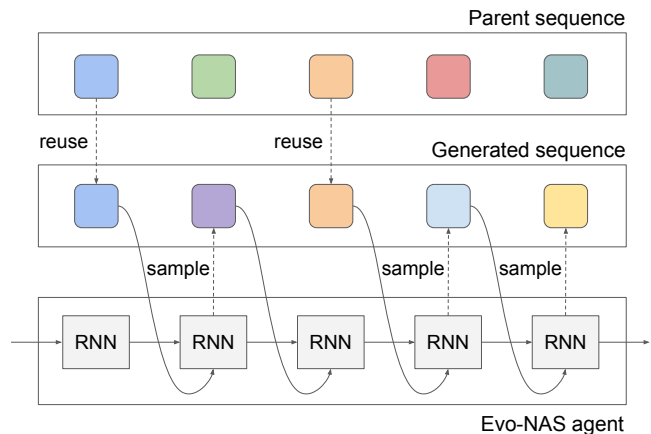 Parent sequence
reuse
reuse
Generated sequence
sample
sample
sample
RNN
RNN
RNN
RNN
RNN
Evo-NAS agent